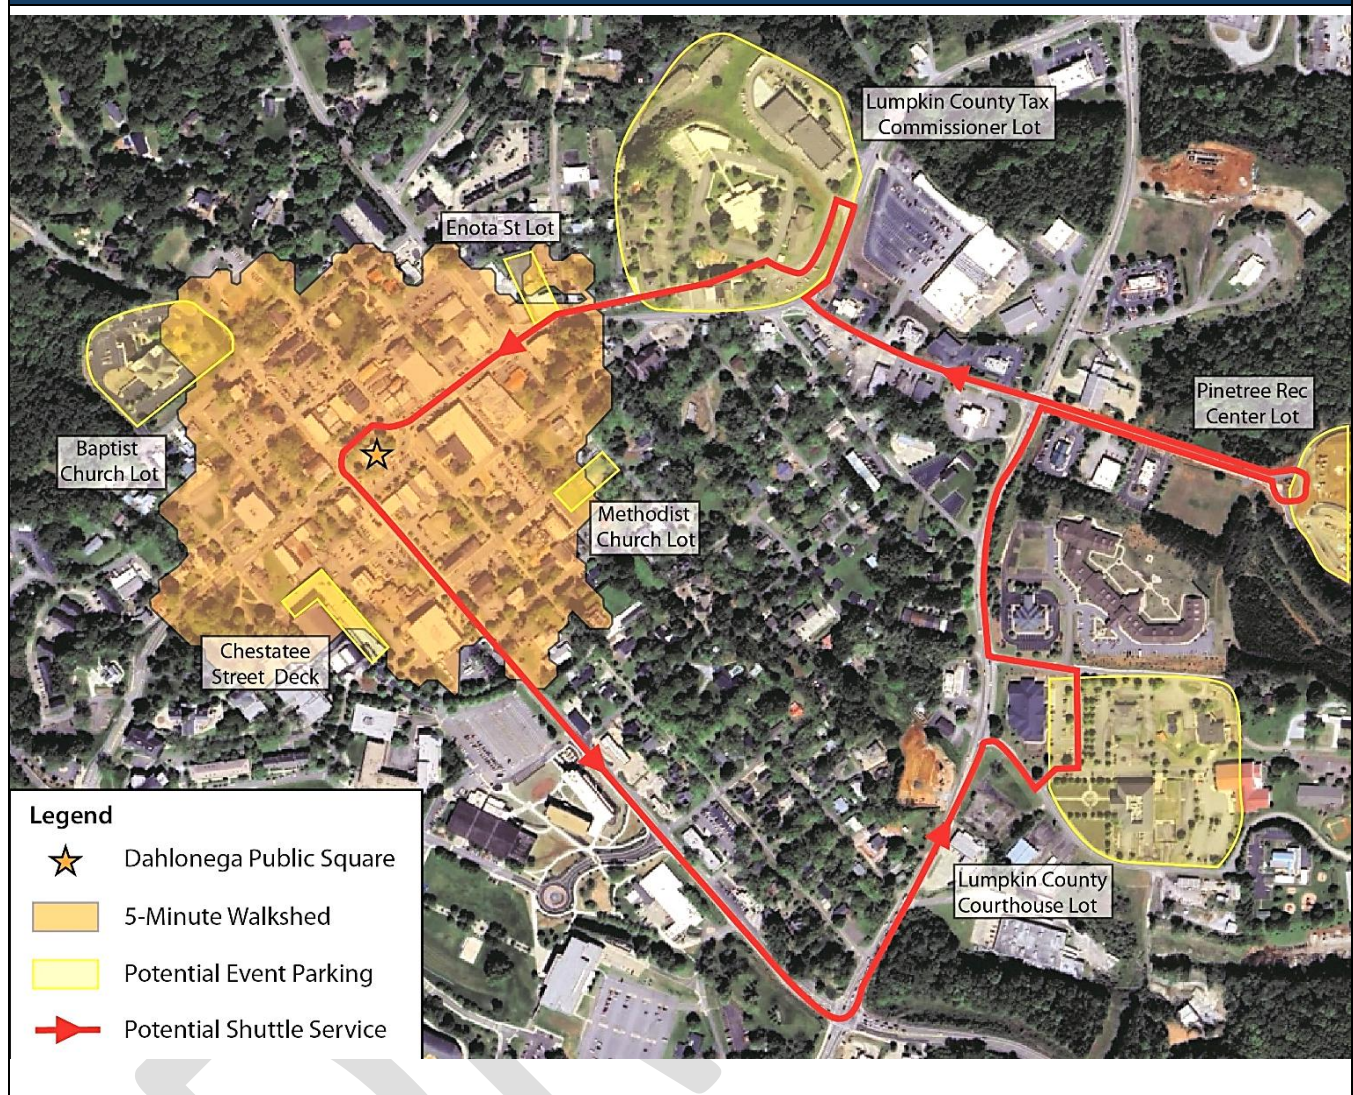 Lumpkin County Tax
Commissioner Lot
Enota St Lot
Pinetree Rec
Center Lot
Baptist
Church Lot
Methodist
Church Lot
Chestatee
Street Deck
Lumpkin County
Courthouse Lot
Legend
Dahlonega Public Square
5-Minute Walkshed
Potential Event Parking
Potential Shuttle Service